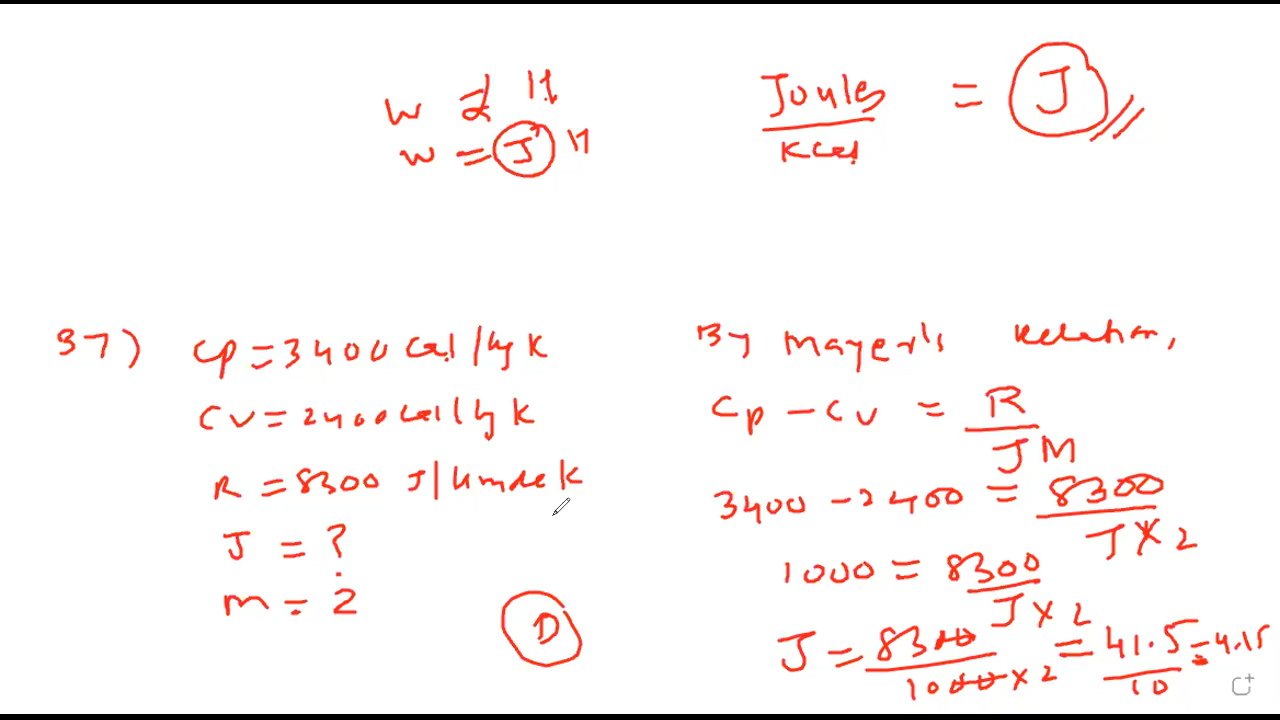 W ∝ H
W = J H
Joules / Kcal = J
37) Cp = 3400 Cal/kg K
Cv = 2400 cal/kg K
R = 8300 J/kmole K
J = ?
M = 2
D
By Mayer's Relation,
Cp - Cv = R / JM
3400 - 2400 = 8300 / J × 2
1000 = 8300 / J × 2
J = 8300 / 1000 × 2 = 41.5 / 10 = 4.15